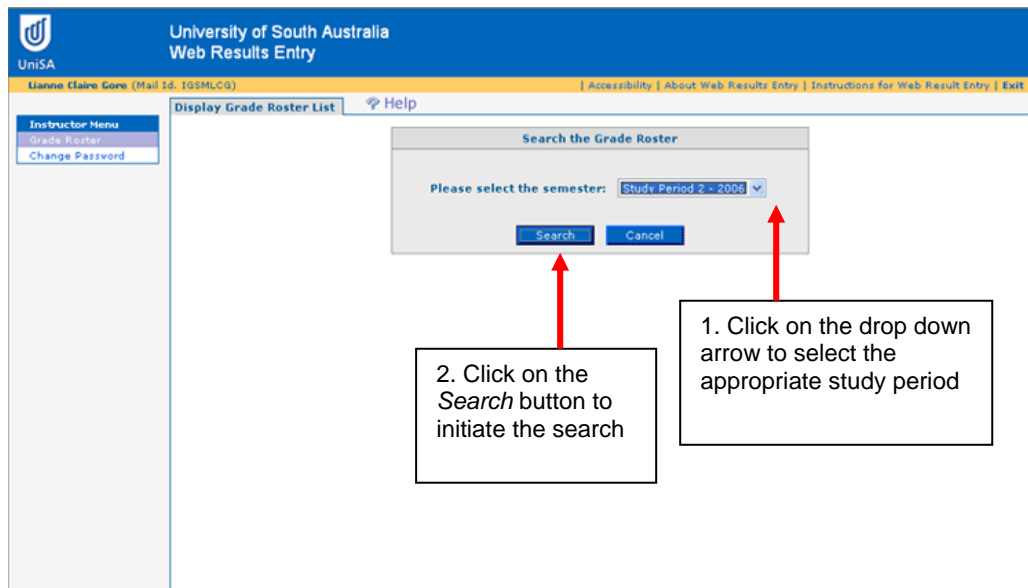 University of South Australia
Web Results Entry
UniSA
Lianne Claire Gore (Mail Id. IGSMLCG) | Accessibility | About Web Results Entry | Instructions for Web Result Entry | Exit
Display Grade Roster List Help
Instructor Menu
Grade Roster
Change Password
Search the Grade Roster
Please select the semester: Study Period 2 - 2006
Search Cancel
1. Click on the drop down
arrow to select the
appropriate study period
2. Click on the
Search button to
initiate the search